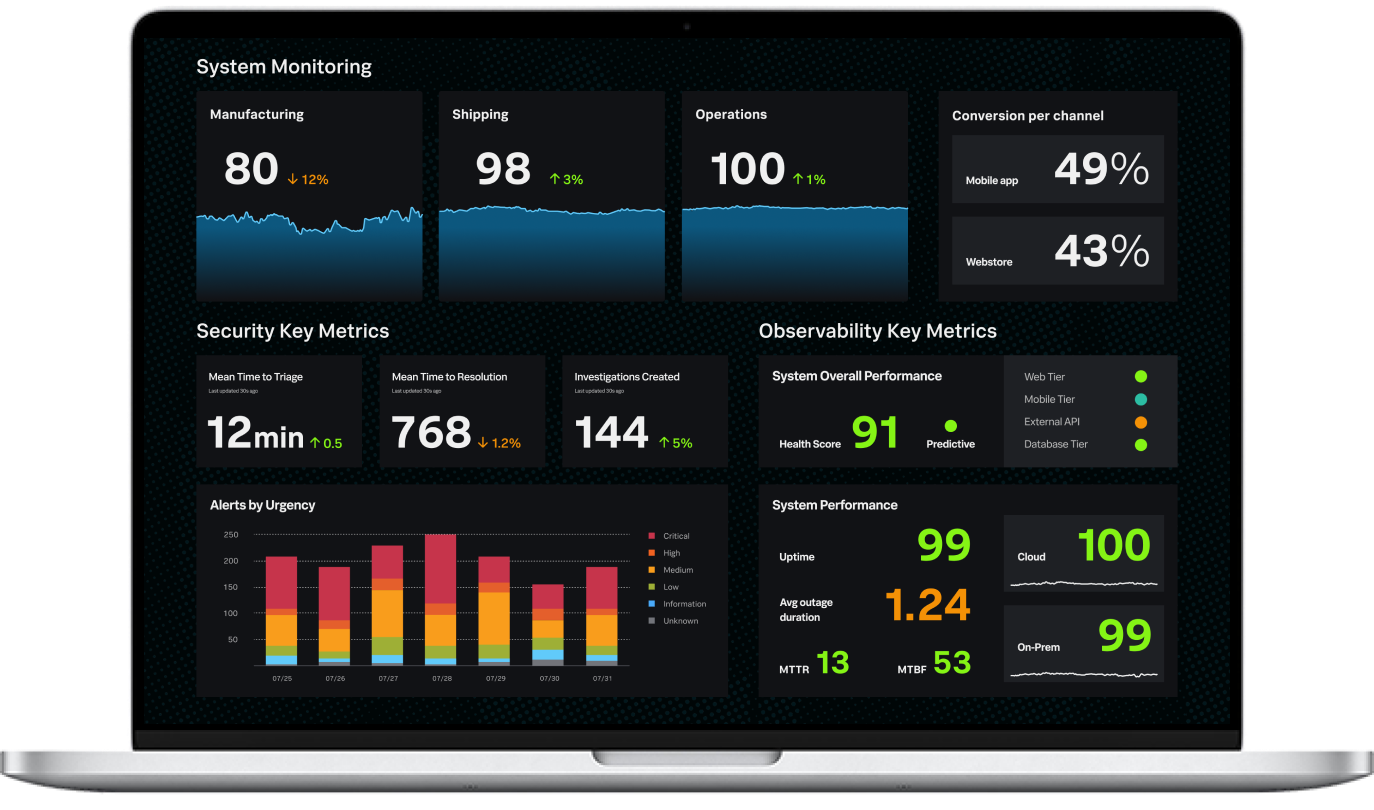 System Monitoring
Manufacturing
80 ↓ 12%
Shipping
98 ↑ 3%
Operations
100 ↑ 1%
Conversion per channel
Mobile app 49%
Webstore 43%
Security Key Metrics
Mean Time to Triage
Last updated 30s ago
12min ↑ 0.5
Mean Time to Resolution
Last updated 30s ago
768 ↓ 1.2%
Investigations Created
Last updated 30s ago
144 ↑ 5%
Alerts by Urgency
250
200
150
100
50
07/25 07/26 07/27 07/28 07/29 07/30 07/31
Critical
High
Medium
Low
Information
Unknown
Observability Key Metrics
System Overall Performance
Health Score 91
Predictive
Web Tier
Mobile Tier
External API
Database Tier
System Performance
Uptime 99
Avg outage
duration 1.24
MTTR 13
MTBF 53
Cloud 100
On-Prem 99